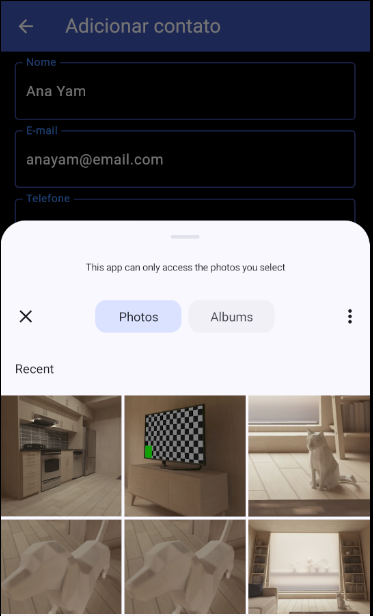 Adicionar contato
Nome
Ana Yam
E-mail
anayam@email.com
Telefone
This app can only access the photos you select
Photos
Albums
Recent